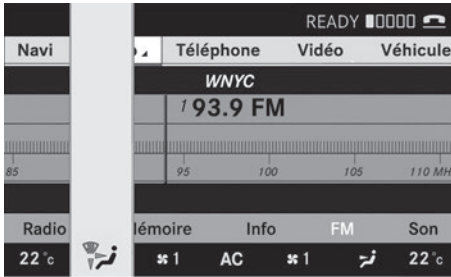 READY
Navi Téléphone Vidéo Véhicule
WNYC
1 93.9 FM
85 95 100 105 110 MH
Radio émoire Info FM Son
22 °c 1 AC 1 22 °c